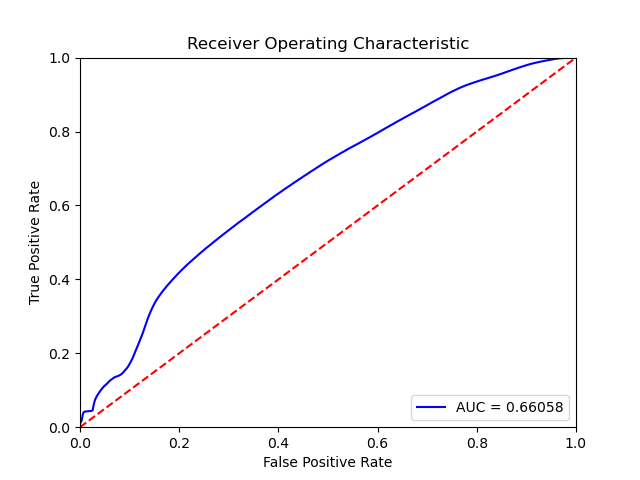 Receiver Operating Characteristic
True Positive Rate
1.0
0.8
0.6
0.4
0.2
0.0
AUC = 0.66058
0.0 0.2 0.4 0.6 0.8 1.0
False Positive Rate